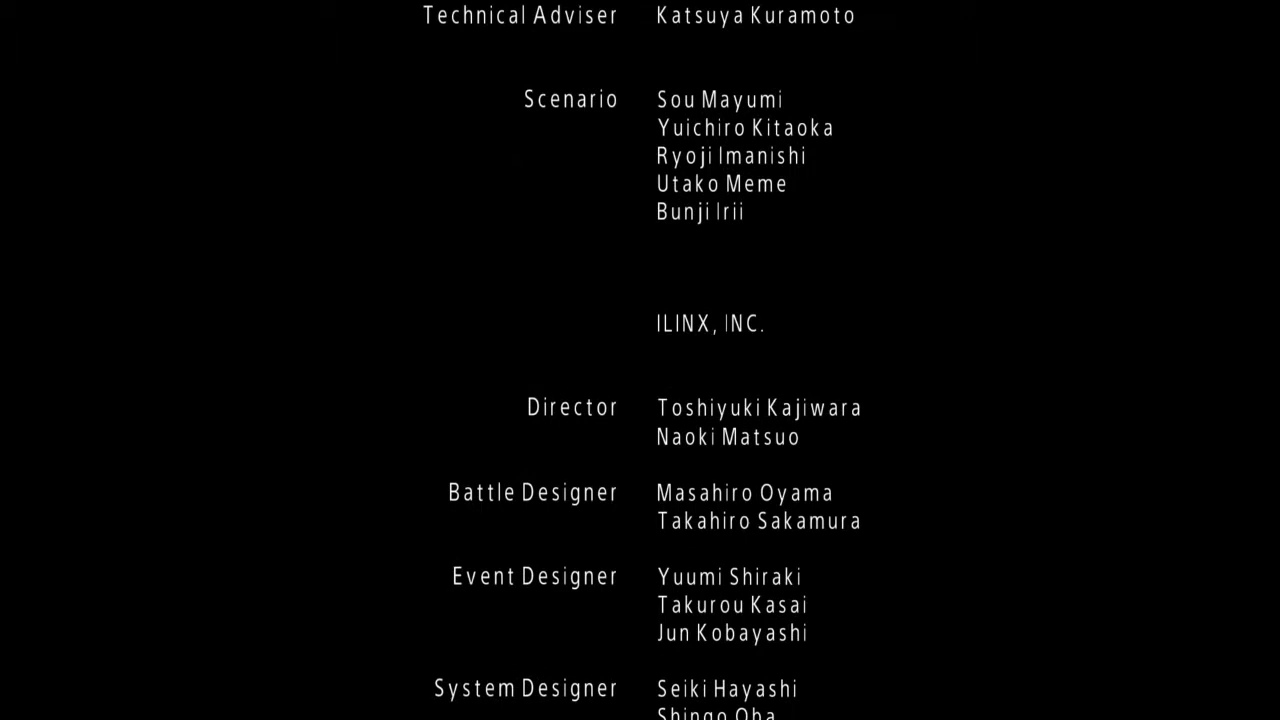 Technical Adviser Katsuya Kuramoto
Scenario Sou Mayumi
Yuichiro Kitaoka
Ryoji Imanishi
Utako Meme
Bunji Irii
ILINX, INC.
Director Toshiyuki Kajiwara
Naoki Matsuo
Battle Designer Masahiro Oyama
Takahiro Sakamura
Event Designer Yuumi Shiraki
Takurou Kasai
Jun Kobayashi
System Designer Seiki Hayashi
Shingo Oba